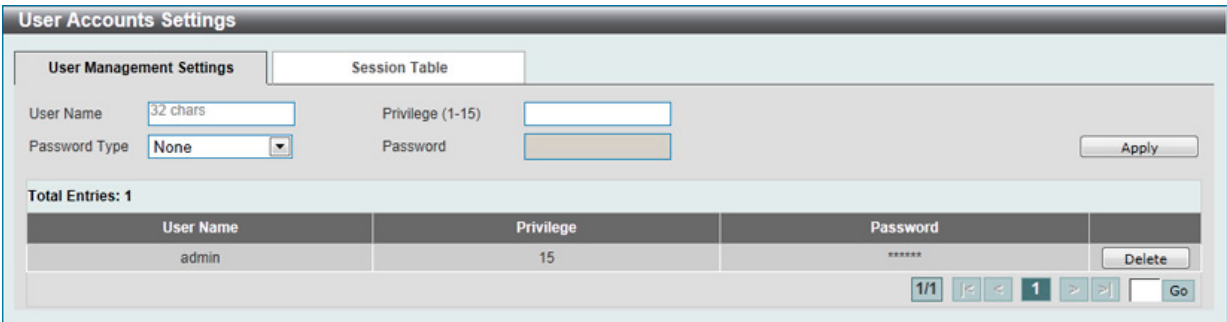 User Accounts Settings
User Management Settings Session Table
User Name 32 chars Privilege (1-15)
Password Type None Password Apply
Total Entries: 1
User Name Privilege Password
admin 15 ****** Delete
1/1 |< < 1 > >| Go